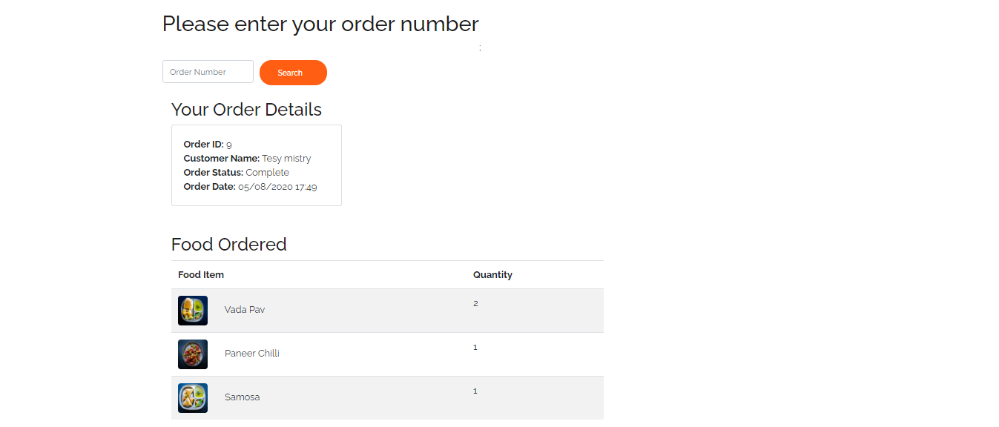 Please enter your order number
;
Order Number
Search
Your Order Details
Order ID: 9
Customer Name: Tesy mistry
Order Status: Complete
Order Date: 05/08/2020 17:49
Food Ordered
Food Item Quantity
Vada Pav 2
Paneer Chilli 1
Samosa 1